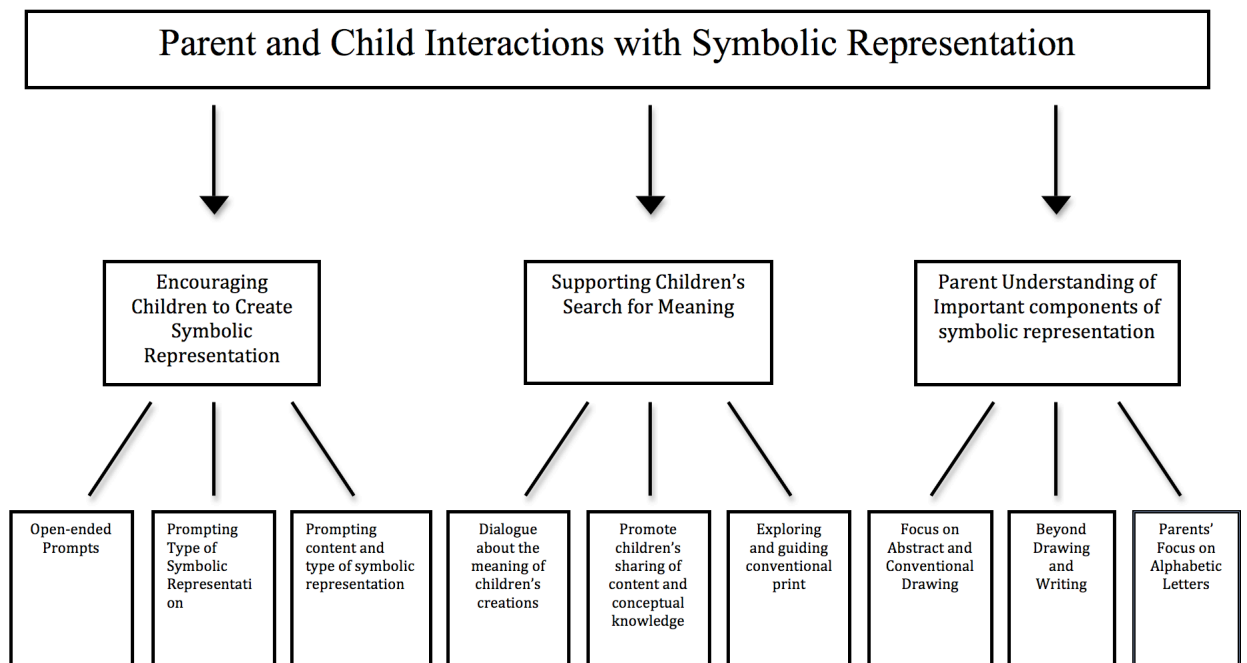 Parent and Child Interactions with Symbolic Representation
Encouraging
Children to Create
Symbolic
Representation
Supporting Children’s
Search for Meaning
Parent Understanding of
Important components of
symbolic representation
Open-ended
Prompts
Prompting
Type of
Symbolic
Representati
on
Prompting
content and
type of symbolic
representation
Dialogue
about the
meaning of
children’s
creations
Promote
children’s
sharing of
content and
conceptual
knowledge
Exploring
and guiding
conventional
print
Focus on
Abstract and
Conventional
Drawing
Beyond
Drawing
and
Writing
Parents’
Focus on
Alphabetic
Letters